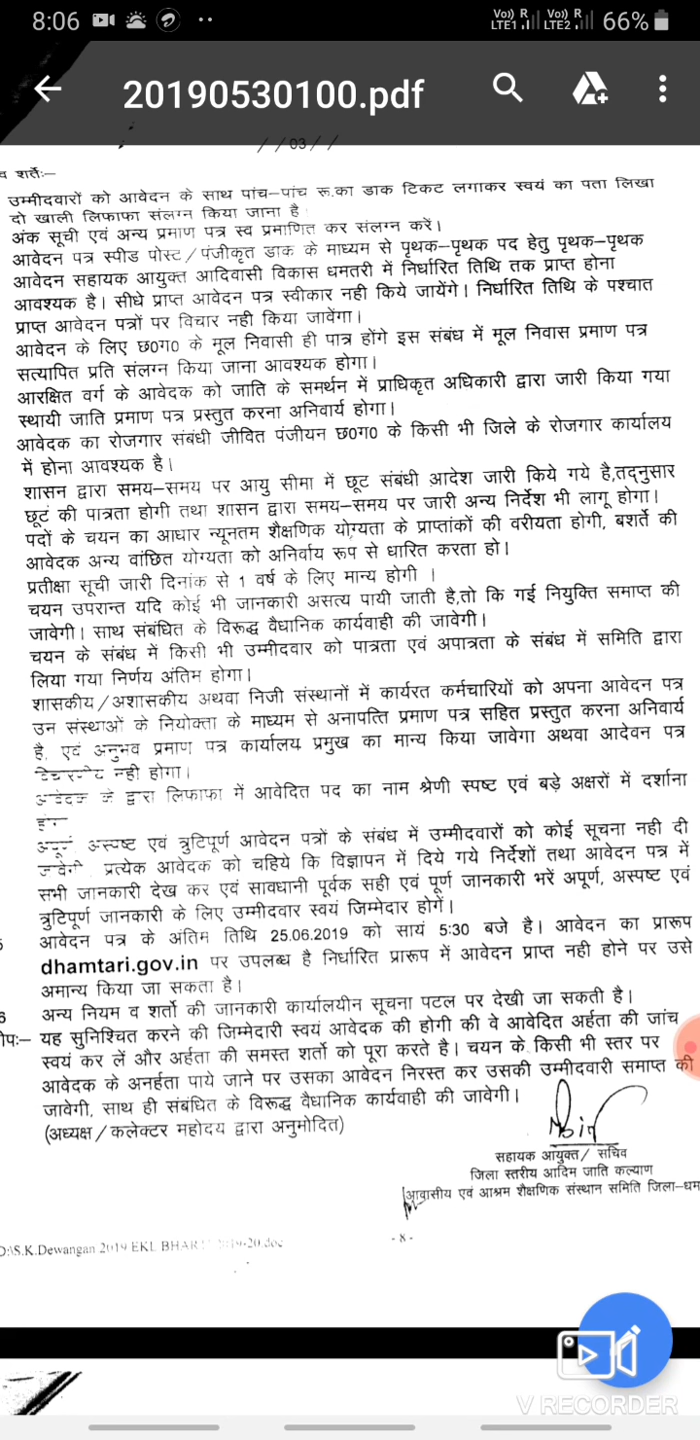 8:06
Vo) R LTE1 Vo) R LTE2 66%
20190530100.pdf
//03//
व शर्तेः–
उम्मीदवारों को आवेदन के साथ पांच–पांच रू.का डाक टिकट लगाकर स्वयं का पता लिखा
दो खाली लिफाफा संलग्न किया जाना है
अंक सूची एवं अन्य प्रमाण पत्र स्व प्रमाणित कर संलग्न करें।
आवेदन पत्र स्पीड पोस्ट/पंजीकृत डाक के माध्यम से पृथक–पृथक पद हेतु पृथक–पृथक
आवेदन सहायक आयुक्त आदिवासी विकास धमतरी में निर्धारित तिथि तक प्राप्त होना
आवश्यक है। सीधे प्राप्त आवेदन पत्र स्वीकार नही किये जायेंगे। निर्धारित तिथि के पश्चात
प्राप्त आवेदन पत्रों पर विचार नही किया जावेंगा।
आवेदन के लिए छ0ग0 के मूल निवासी ही पात्र होंगे इस संबंध में मूल निवास प्रमाण पत्र
सत्यापित प्रति संलग्न किया जाना आवश्यक होगा।
आरक्षित वर्ग के आवेदक को जाति के समर्थन में प्राधिकृत अधिकारी द्वारा जारी किया गया
स्थायी जाति प्रमाण पत्र प्रस्तुत करना अनिवार्य होगा।
आवेदक का रोजगार संबंधी जीवित पंजीयन छ0ग0 के किसी भी जिले के रोजगार कार्यालय
में होना आवश्यक है।
शासन द्वारा समय–समय पर आयु सीमा में छूट संबंधी आदेश जारी किये गये है,तद्नुसार
छूट की पात्रता होगी तथा शासन द्वारा समय–समय पर जारी अन्य निर्देश भी लागू होगा।
पदों के चयन का आधार न्यूनतम शैक्षणिक योग्यता के प्राप्तांकों की वरीयता होगी, बशर्ते की
आवेदक अन्य वांछित योग्यता को अनिर्वाय रूप से धारित करता हो।
प्रतीक्षा सूची जारी दिनांक से 1 वर्ष के लिए मान्य होगी ।
चयन उपरान्त यदि कोई भी जानकारी असत्य पायी जाती है,तो कि गई नियुक्ति समाप्त की
जावेगी। साथ संबंधित के विरूद्ध वैधानिक कार्यवाही की जावेगी।
चयन के संबंध में किसी भी उम्मीदवार को पात्रता एवं अपात्रता के संबंध में समिति द्वारा
लिया गया निर्णय अंतिम होगा।
शासकीय/अशासकीय अथवा निजी संस्थानों में कार्यरत कर्मचारियों को अपना आवेदन पत्र
उन संस्थाओं के नियोक्ता के माध्यम से अनापत्ति प्रमाण पत्र सहित प्रस्तुत करना अनिवार्य
है, एवं अनुभव प्रमाण पत्र कार्यालय प्रमुख का मान्य किया जावेगा अथवा आदेवन पत्र
नही होगा।
आवेदक के द्वारा लिफाफा में आवेदित पद का नाम श्रेणी स्पष्ट एवं बड़े अक्षरों में दर्शाना
अस्पष्ट एवं त्रुटिपूर्ण आवेदन पत्रों के संबंध में उम्मीदवारों को कोई सूचना नही दी
जावेगी प्रत्येक आवेदक को चहिये कि विज्ञापन में दिये गये निर्देशों तथा आवेदन पत्र में
सभी जानकारी देख कर एवं सावधानी पूर्वक सही एवं पूर्ण जानकारी भरें अपूर्ण, अस्पष्ट एवं
त्रुटिपूर्ण जानकारी के लिए उम्मीदवार स्वयं जिम्मेदार होगें।
आवेदन पत्र के अंतिम तिथि 25.06.2019 को सायं 5:30 बजे है। आवेदन का प्रारूप
dhamtari.gov.in पर उपलब्ध है निर्धारित प्रारूप में आवेदन प्राप्त नही होने पर उसे
अमान्य किया जा सकता है।
6 अन्य नियम व शर्तो की जानकारी कार्यालयीन सूचना पटल पर देखी जा सकती है।
ीपः– यह सुनिश्चित करने की जिम्मेदारी स्वयं आवेदक की होगी की वे आवेदित अर्हता की जांच
स्वयं कर लें और अर्हता की समस्त शर्तो को पूरा करते है। चयन के किसी भी स्तर पर
आवेदक के अनर्हता पाये जाने पर उसका आवेदन निरस्त कर उसकी उम्मीदवारी समाप्त की
जावेगी, साथ ही संबंधित के विरूद्ध वैधानिक कार्यवाही की जावेगी।
(अध्यक्ष/कलेक्टर महोदय द्वारा अनुमोदित)
सहायक आयुक्त/ सचिव
जिला स्तरीय आदिम जाति कल्याण
आवासीय एवं आश्रम शैक्षणिक संस्थान समिति जिला–धम
D:\S.K.Dewangan 2019 EKL BHAR 2019-20.doc
- 8 -
V RECORDER